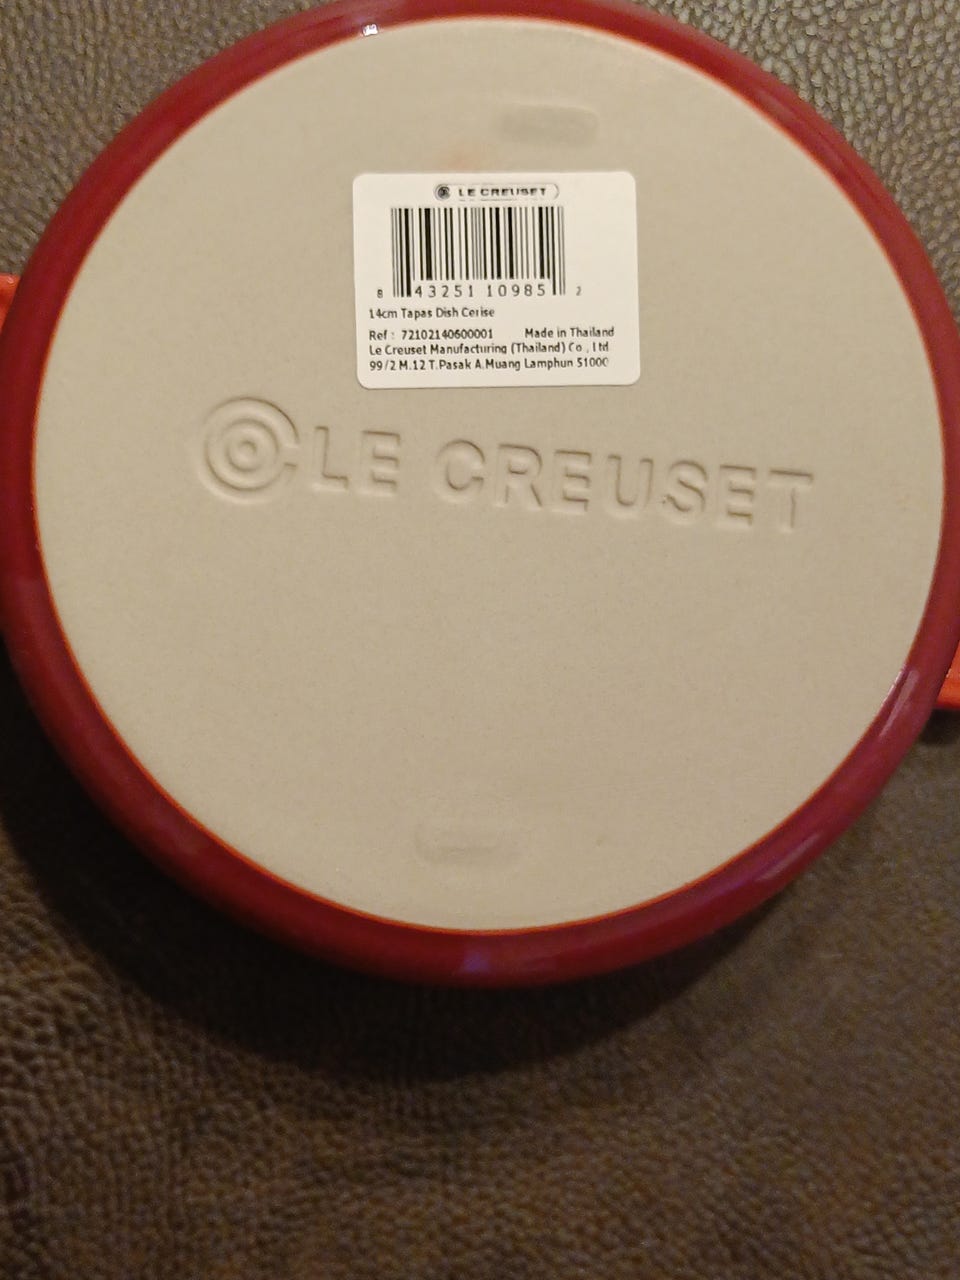 LE CREUSET
8 43251 10985 2
14cm Tapas Dish Cerise
Ref : 72102140600001 Made in Thailand
Le Creuset Manufacturing (Thailand) Co., Ltd
99/2 M.12 T.Pasak A.Muang Lamphun 51000
LE CREUSET